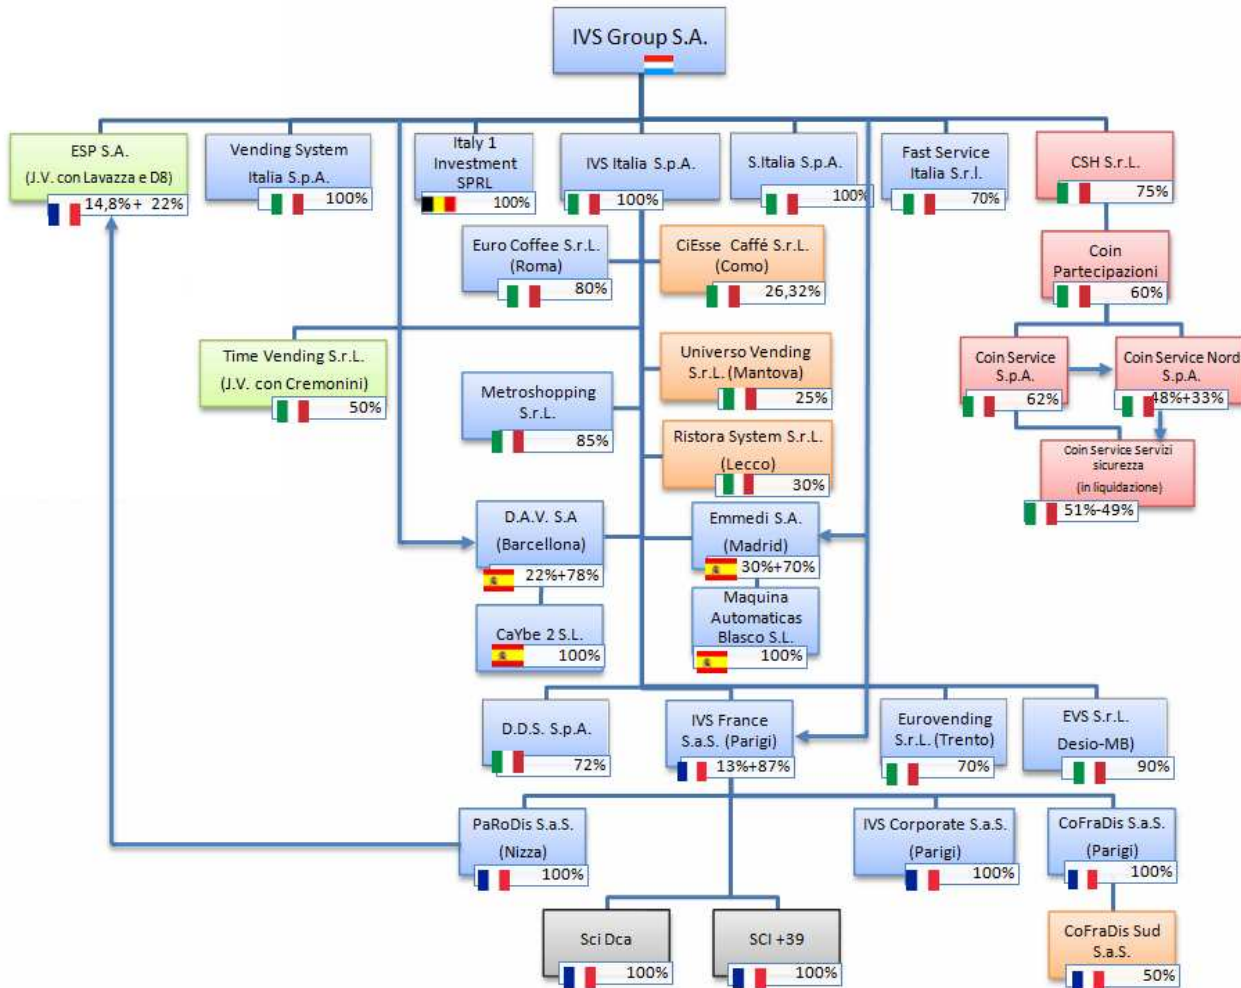 IVS Group S.A.
ESP S.A.
(J.V. con Lavazza e D8)
14,8%+ 22%
Vending System
Italia S.p.A.
100%
Italy 1
Investment
SPRL
100%
IVS Italia S.p.A.
100%
S.Italia S.p.A.
100%
Fast Service
Italia S.r.l.
70%
CSH S.r.L.
75%
Euro Coffee S.r.L.
(Roma)
80%
CiEsse Caffé S.r.L.
(Como)
26,32%
Coin
Partecipazioni
60%
Time Vending S.r.L.
(J.V. con Cremonini)
50%
Metroshopping
S.r.L.
85%
Universo Vending
S.r.L. (Mantova)
25%
Coin Service
S.p.A.
62%
Coin Service Nord
S.p.A.
48%+33%
Ristora System S.r.L.
(Lecco)
30%
Coin Service Servizi
sicurezza
(in liquidazione)
51%-49%
D.A.V. S.A
(Barcellona)
22%+78%
Emmedi S.A.
(Madrid)
30%+70%
CaYbe 2 S.L.
100%
Maquina
Automaticas
Blasco S.L.
100%
D.D.S. S.p.A.
72%
IVS France
S.a.S. (Parigi)
13%+87%
Eurovending
S.r.L. (Trento)
70%
EVS S.r.L.
Desio-MB)
90%
PaRoDis S.a.S.
(Nizza)
100%
IVS Corporate S.a.S.
(Parigi)
100%
CoFraDis S.a.S.
(Parigi)
100%
Sci Dca
100%
SCI +39
100%
CoFraDis Sud
S.a.S.
50%